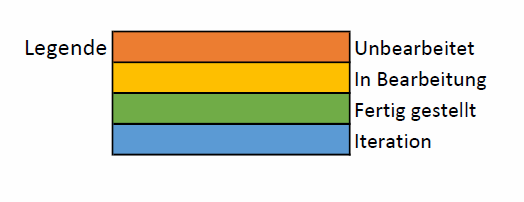 Legende Unbearbeitet
In Bearbeitung
Fertig gestellt
Iteration